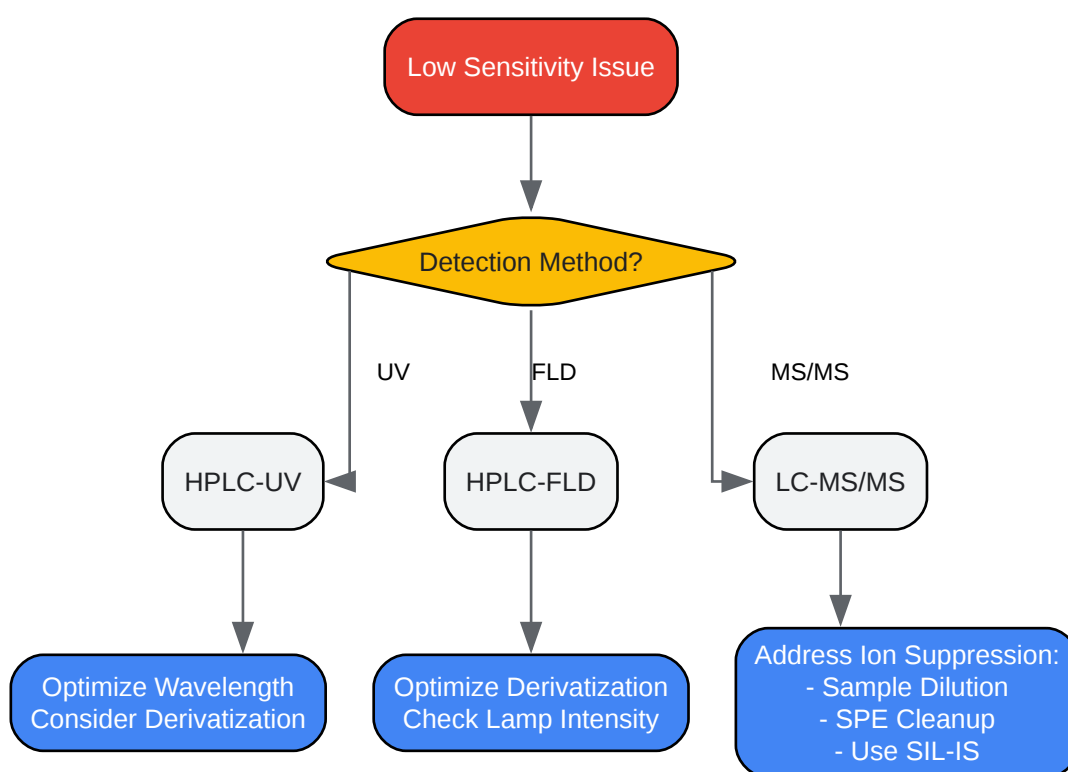 Low Sensitivity Issue
Detection Method?
UV
FLD
MS/MS
HPLC-UV
HPLC-FLD
LC-MS/MS
Optimize Wavelength
Consider Derivatization
Optimize Derivatization
Check Lamp Intensity
Address Ion Suppression:
- Sample Dilution
- SPE Cleanup
- Use SIL-IS